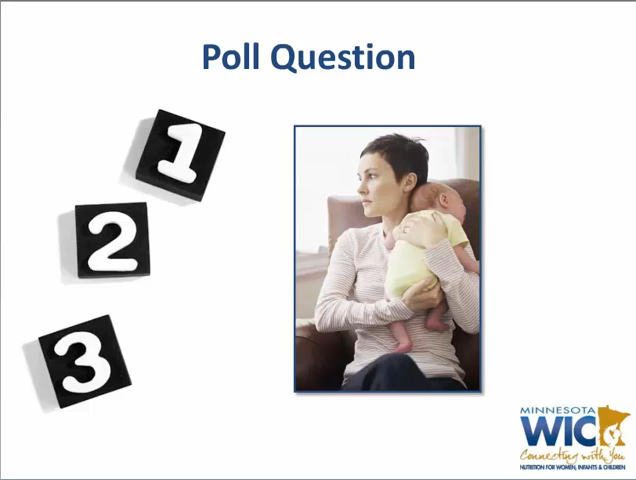 Poll Question
1
2
3
MINNESOTA
WIC
Connecting with You
NUTRITION FOR WOMEN, INFANTS & CHILDREN